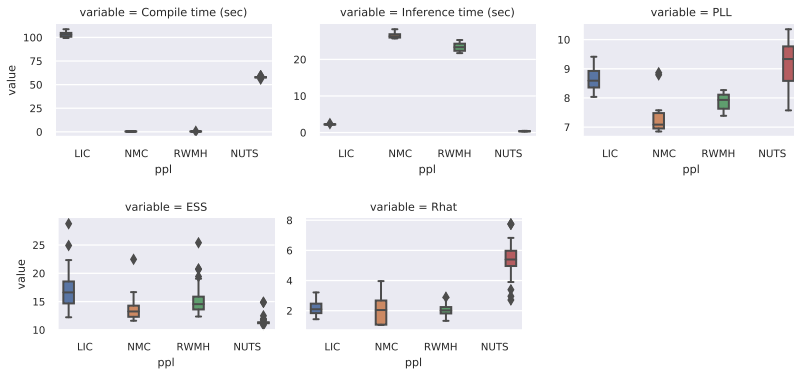 variable = Compile time (sec)
variable = Inference time (sec)
variable = PLL
value
100
75
50
25
0
LIC NMC RWMH NUTS
ppl
20
10
0
LIC NMC RWMH NUTS
ppl
10
9
8
7
LIC NMC RWMH NUTS
ppl
variable = ESS
variable = Rhat
value
25
20
15
10
LIC NMC RWMH NUTS
ppl
8
6
4
2
LIC NMC RWMH NUTS
ppl